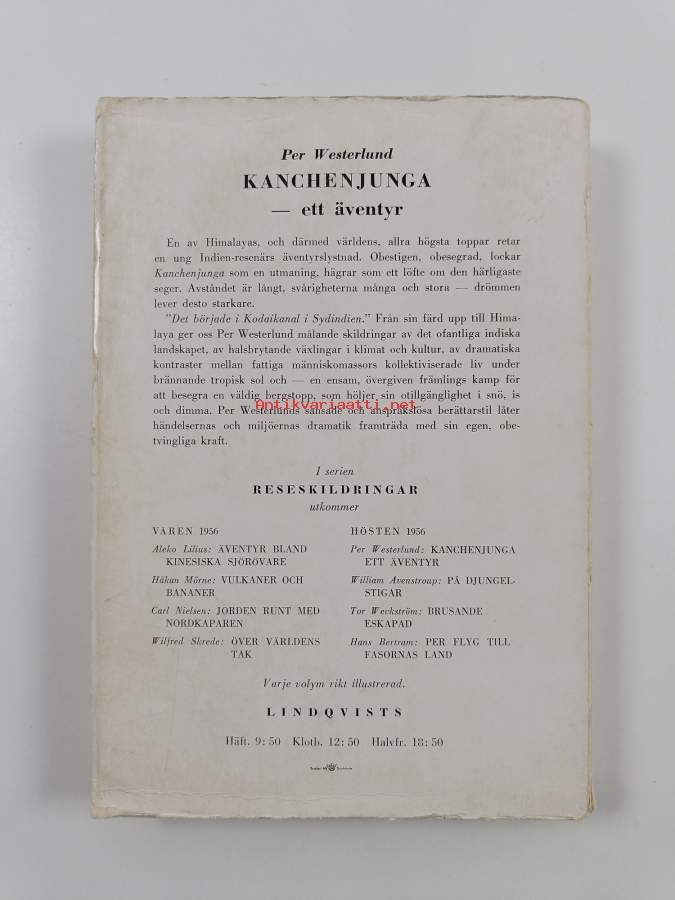 Per Westerlund
KANCHENJUNGA
— ett äventyr
En av Himalayas, och därmed världens, allra högsta toppar retar
en ung Indien-resenärs äventyrslystnad. Obestigen, obesegrad, lockar
Kanchenjunga som en utmaning, hägrar som ett löfte om den härligaste
seger. Avståndet är långt, svårigheterna många och stora — drömmen
lever desto starkare.
"Det började i Kodaikanal i Sydindien." Från sin färd upp till Hima-
laya ger oss Per Westerlund målande skildringar av det ofantliga indiska
landskapet, av halsbrytande växlingar i klimat och kultur, av dramatiska
kontraster mellan fattiga människomassors kollektiviserade liv under
brännande tropisk sol och — en ensam, övergiven främlings kamp för
att besegra en väldig bergstopp, som höljer sin otillgänglighet i snö, is
Antikvariaatti.net
och dimma. Per Westerlunds sansade och anspråkslösa berättarstil låter
händelsernas och miljöernas dramatik framträda med sin egen, obe-
tvingliga kraft.
I serien
RESESKILDRINGAR
utkommer
VÅREN 1956
Aleko Lilius: ÄVENTYR BLAND
KINESISKA SJÖRÖVARE
Håkan Mörne: VULKANER OCH
BANANER
Carl Nielsen: JORDEN RUNT MED
NORDKAPAREN
Wilfred Skrede: ÖVER VÄRLDENS
TAK
HÖSTEN 1956
Per Westerlund: KANCHENJUNGA
ETT ÄVENTYR
William Avenstroup: PÅ DJUNGEL-
STIGAR
Tor Weckström: BRUSANDE
ESKAPAD
Hans Bertram: PER FLYG TILL
FASORNAS LAND
Varje volym rikt illustrerad.
LINDQVISTS
Häft. 9:50 Klotb. 12:50 Halvfr. 18:50